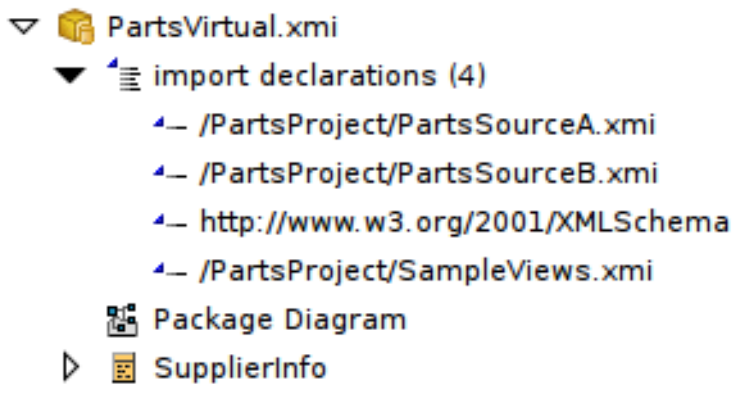 PartsVirtual.xmi
import declarations (4)
/PartsProject/PartsSourceA.xmi
/PartsProject/PartsSourceB.xmi
http://www.w3.org/2001/XMLSchema
/PartsProject/SampleViews.xmi
Package Diagram
SupplierInfo